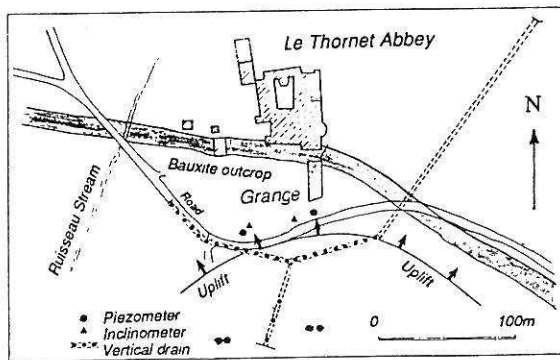 Le Thornet Abbey
N
Bauxite outcrop
Ruisseau Stream
Road
Grange
Uplift
Uplift
Piezometer
Inclinometer
Vertical drain
0 100m